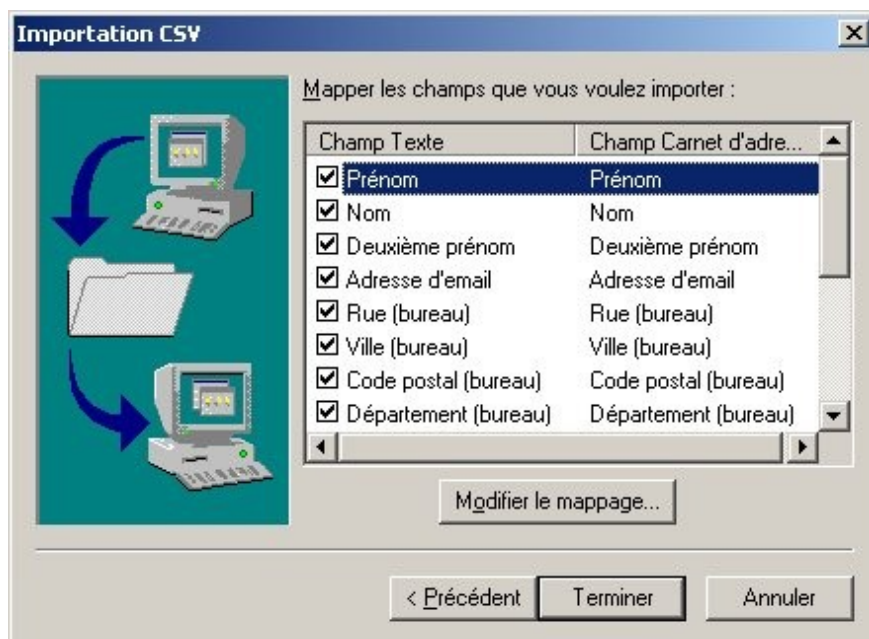 Importation CSV
Mapper les champs que vous voulez importer :
Champ Texte Champ Carnet d'adre...
Prénom Prénom
Nom Nom
Deuxième prénom Deuxième prénom
Adresse d'email Adresse d'email
Rue (bureau) Rue (bureau)
Ville (bureau) Ville (bureau)
Code postal (bureau) Code postal (bureau)
Département (bureau) Département (bureau)
Modifier le mappage...
< Précédent Terminer Annuler